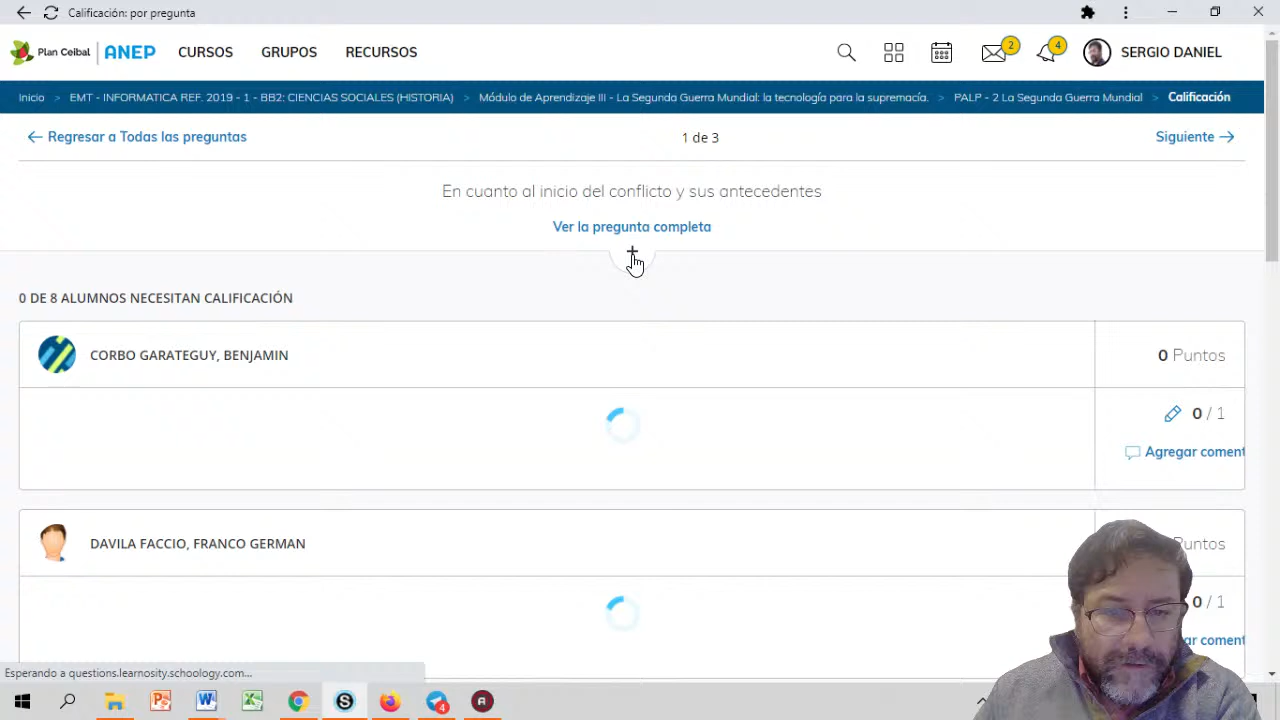 Calificación: por pregunta
Plan Ceibal ANEP CURSOS GRUPOS RECURSOS 2 4 SERGIO DANIEL
Inicio > EMT - INFORMATICA REF. 2019 - 1 - BB2: CIENCIAS SOCIALES (HISTORIA) > Módulo de Aprendizaje III - La Segunda Guerra Mundial: la tecnología para la supremacía. > PALP - 2 La Segunda Guerra Mundial > Calificación
Regresar a Todas las preguntas 1 de 3 Siguiente
En cuanto al inicio del conflicto y sus antecedentes
Ver la pregunta completa
0 DE 8 ALUMNOS NECESITAN CALIFICACIÓN
CORBO GARATEGUY, BENJAMIN 0 Puntos
0 / 1
Agregar coment
DAVILA FACCIO, FRANCO GERMAN Puntos
0 / 1
ar coment
Esperando a questions.learnosity.schoology.com...
4